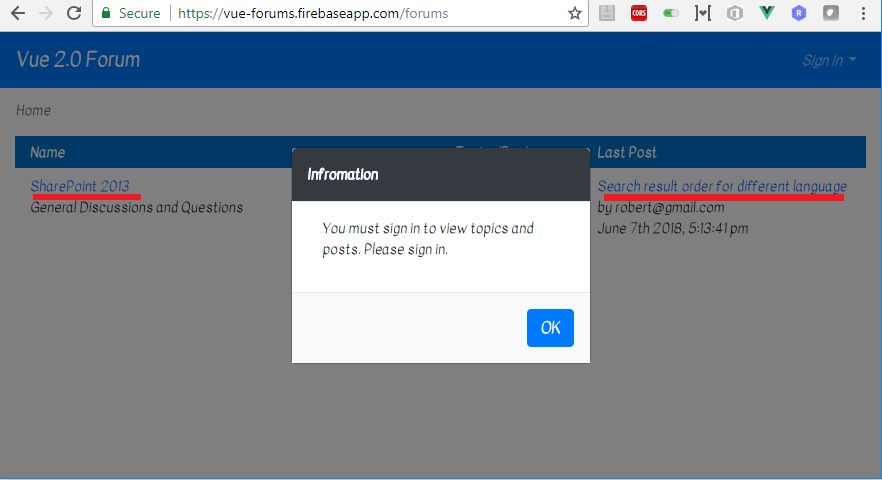 Secure
https://vue-forums.firebaseapp.com/forums
CORS
R
Vue 2.0 Forum
Sign In
Home
Name
Last Post
SharePoint 2013
Search result order for different language
General Discussions and Questions
by robert@gmail.com
June 7th 2018, 5:13:41 pm
Infromation
You must sign in to view topics and
posts. Please sign in.
OK